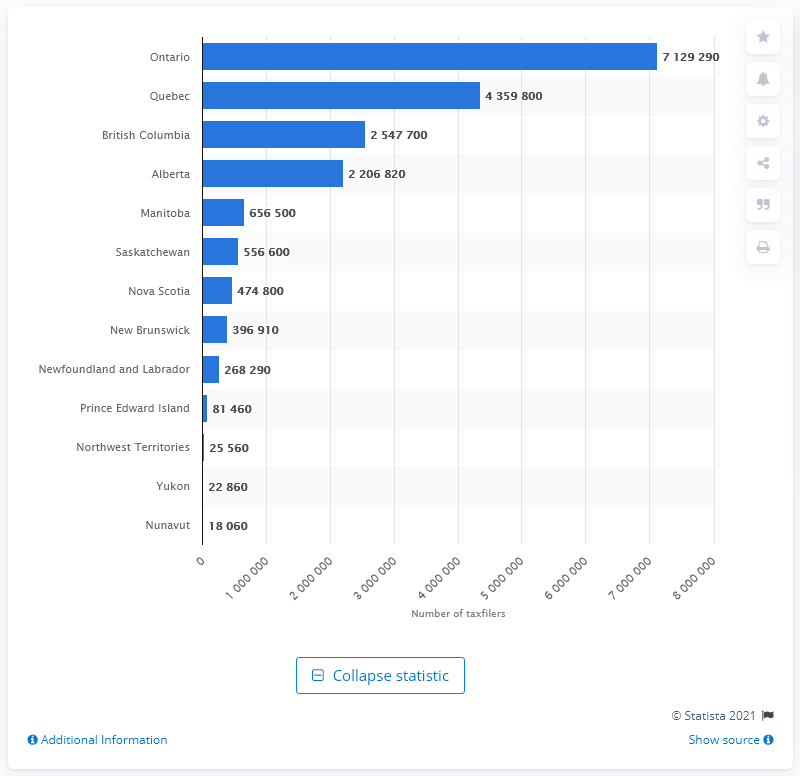 Ontario 7 129 290
Quebec 4 359 800
British Columbia 2 547 700
Alberta 2 206 820
Manitoba 656 500
Saskatchewan 556 600
Nova Scotia 474 800
New Brunswick 396 910
Newfoundland and Labrador 268 290
Prince Edward Island 81 460
Northwest Territories 25 560
Yukon 22 860
Nunavut 18 060
0 1 000 000 2 000 000 3 000 000 4 000 000 5 000 000 6 000 000 7 000 000 8 000 000
Number of taxfilers
Collapse statistic
© Statista 2021
Additional Information Show source